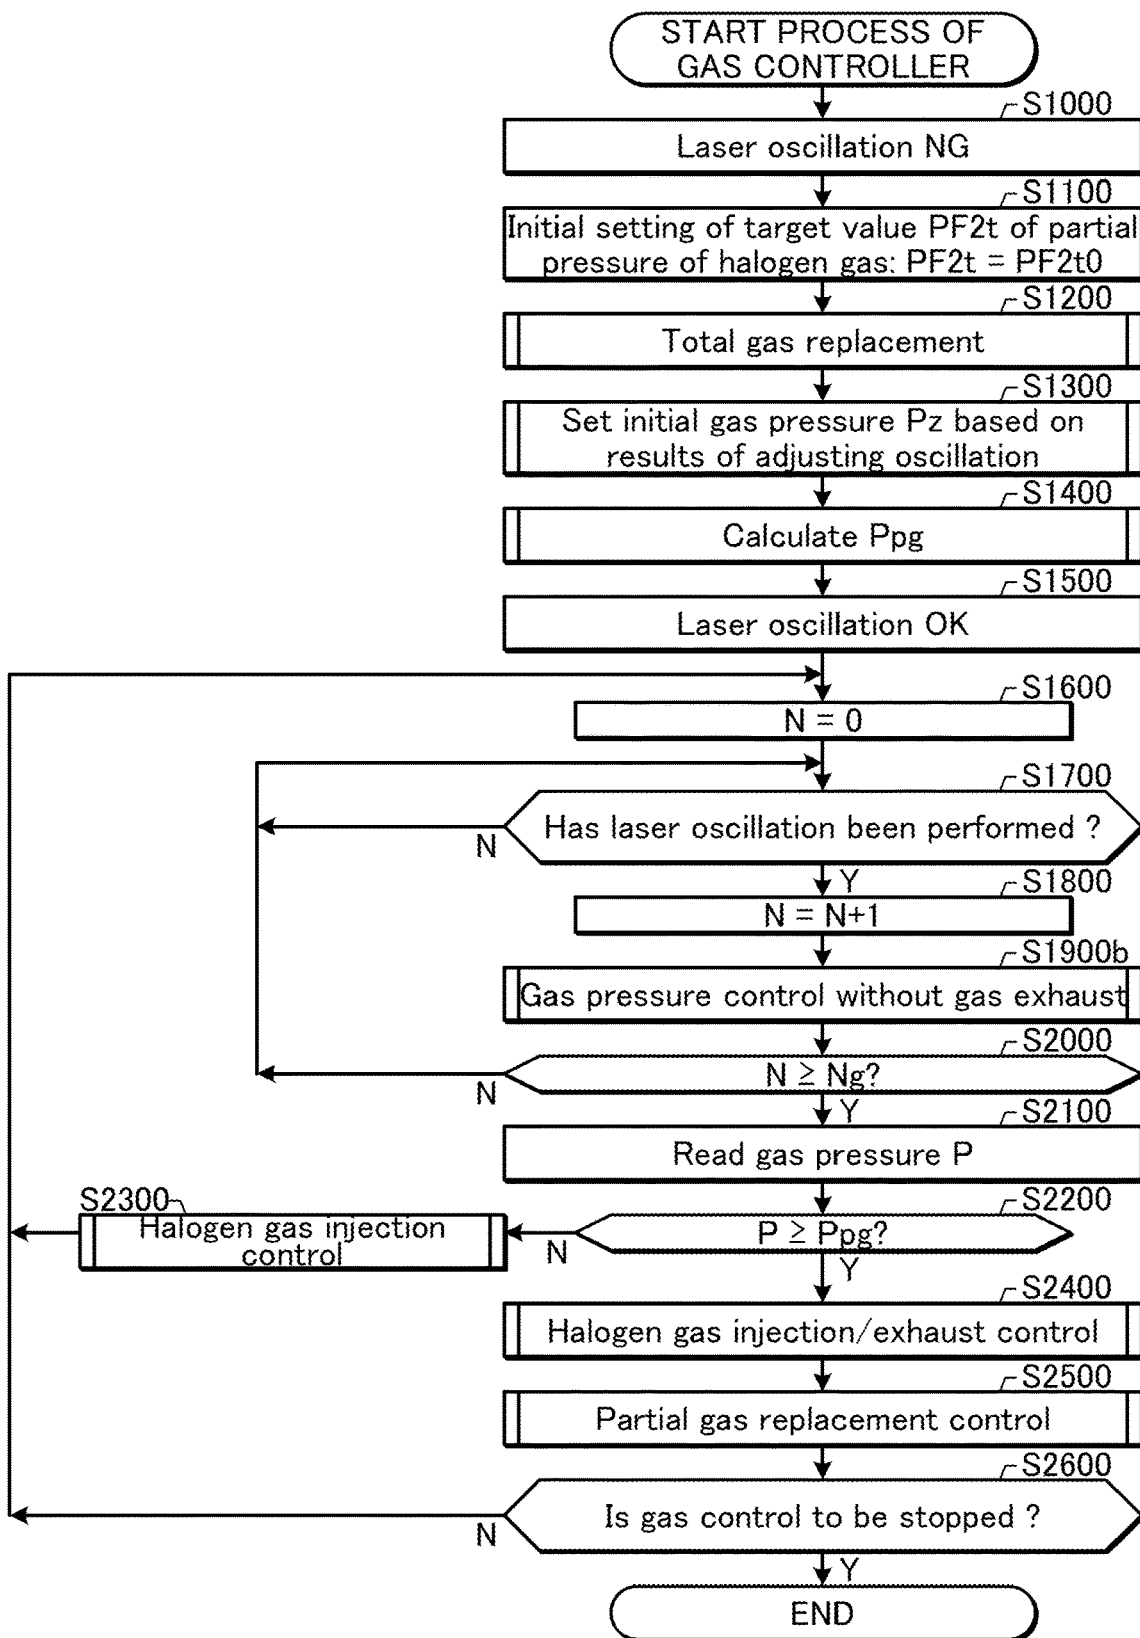 START PROCESS OF
GAS CONTROLLER
S1000
Laser oscillation NG
S1100
Initial setting of target value PF2t of partial
pressure of halogen gas: PF2t = PF2t0
S1200
Total gas replacement
S1300
Set initial gas pressure Pz based on
results of adjusting oscillation
S1400
Calculate Ppg
S1500
Laser oscillation OK
S1600
N = 0
S1700
Has laser oscillation been performed ?
N
Y
S1800
N = N+1
S1900b
Gas pressure control without gas exhaust
S2000
N ≧ Ng?
N
Y
S2100
Read gas pressure P
S2200
P ≧ Ppg?
N
Y
S2300
Halogen gas injection
control
S2400
Halogen gas injection/exhaust control
S2500
Partial gas replacement control
S2600
Is gas control to be stopped ?
N
Y
END